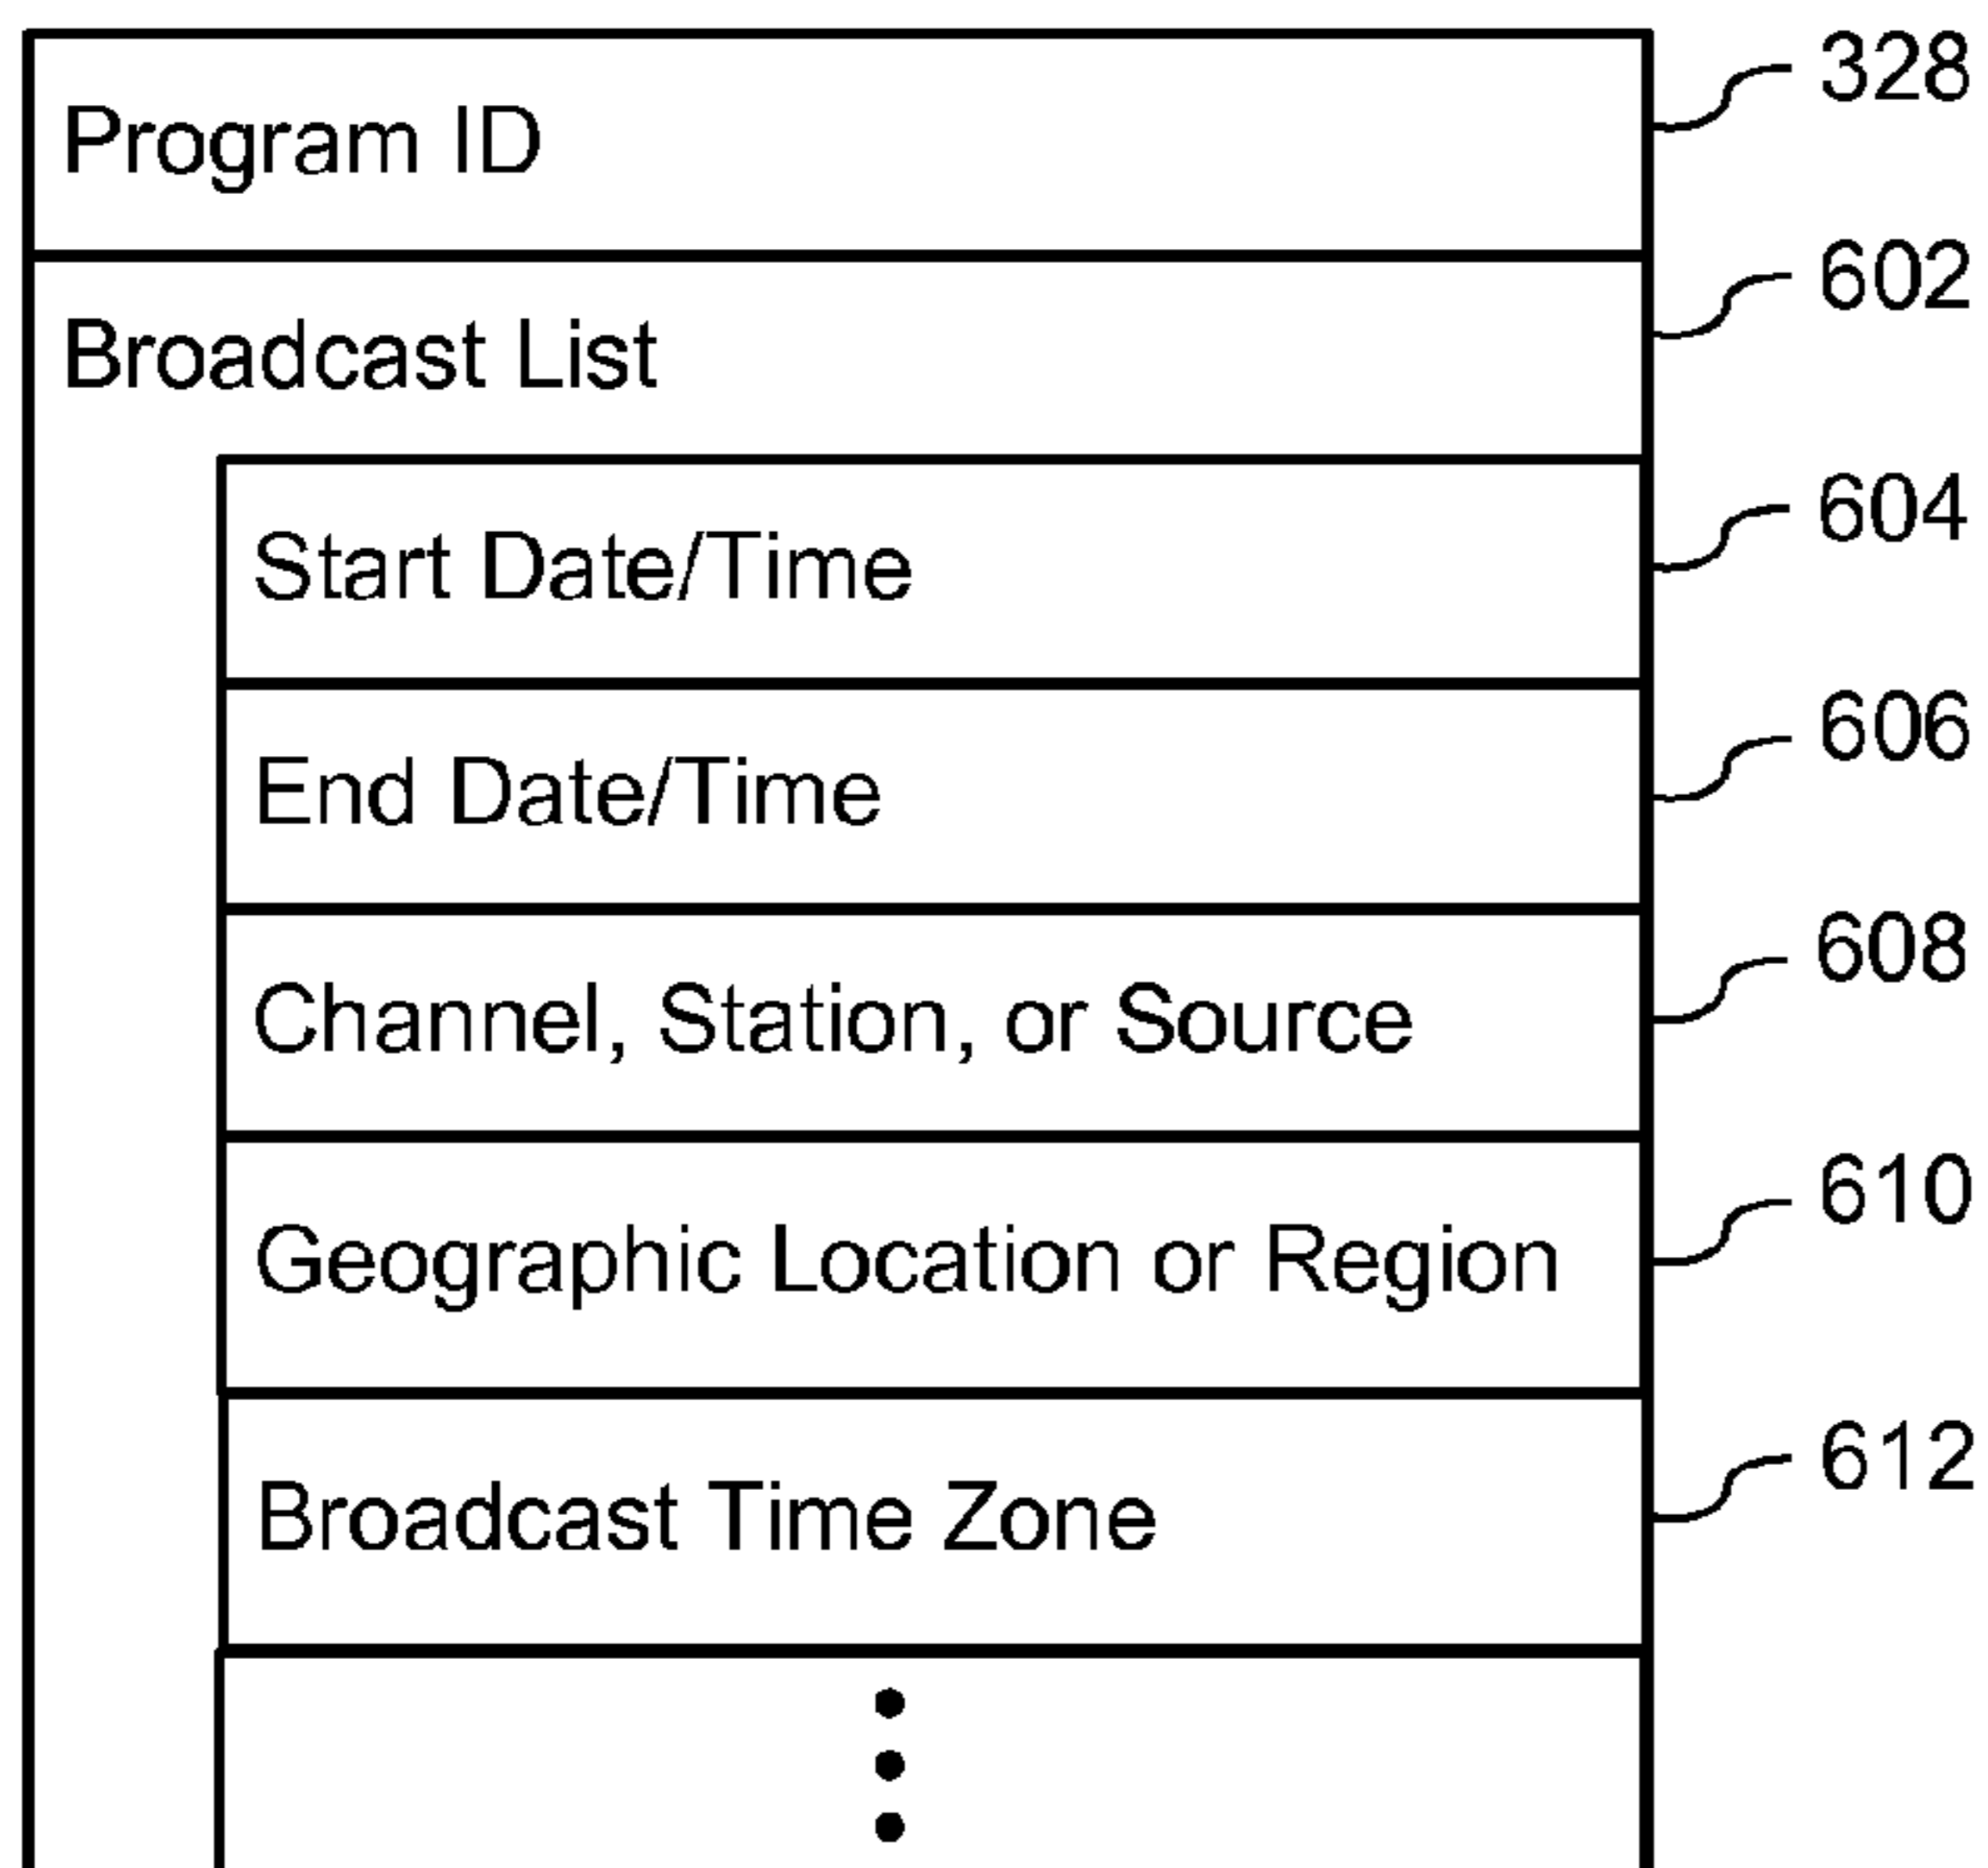 Program ID 328
Broadcast List 602
Start Date/Time 604
End Date/Time 606
Channel, Station, or Source 608
Geographic Location or Region 610
Broadcast Time Zone 612